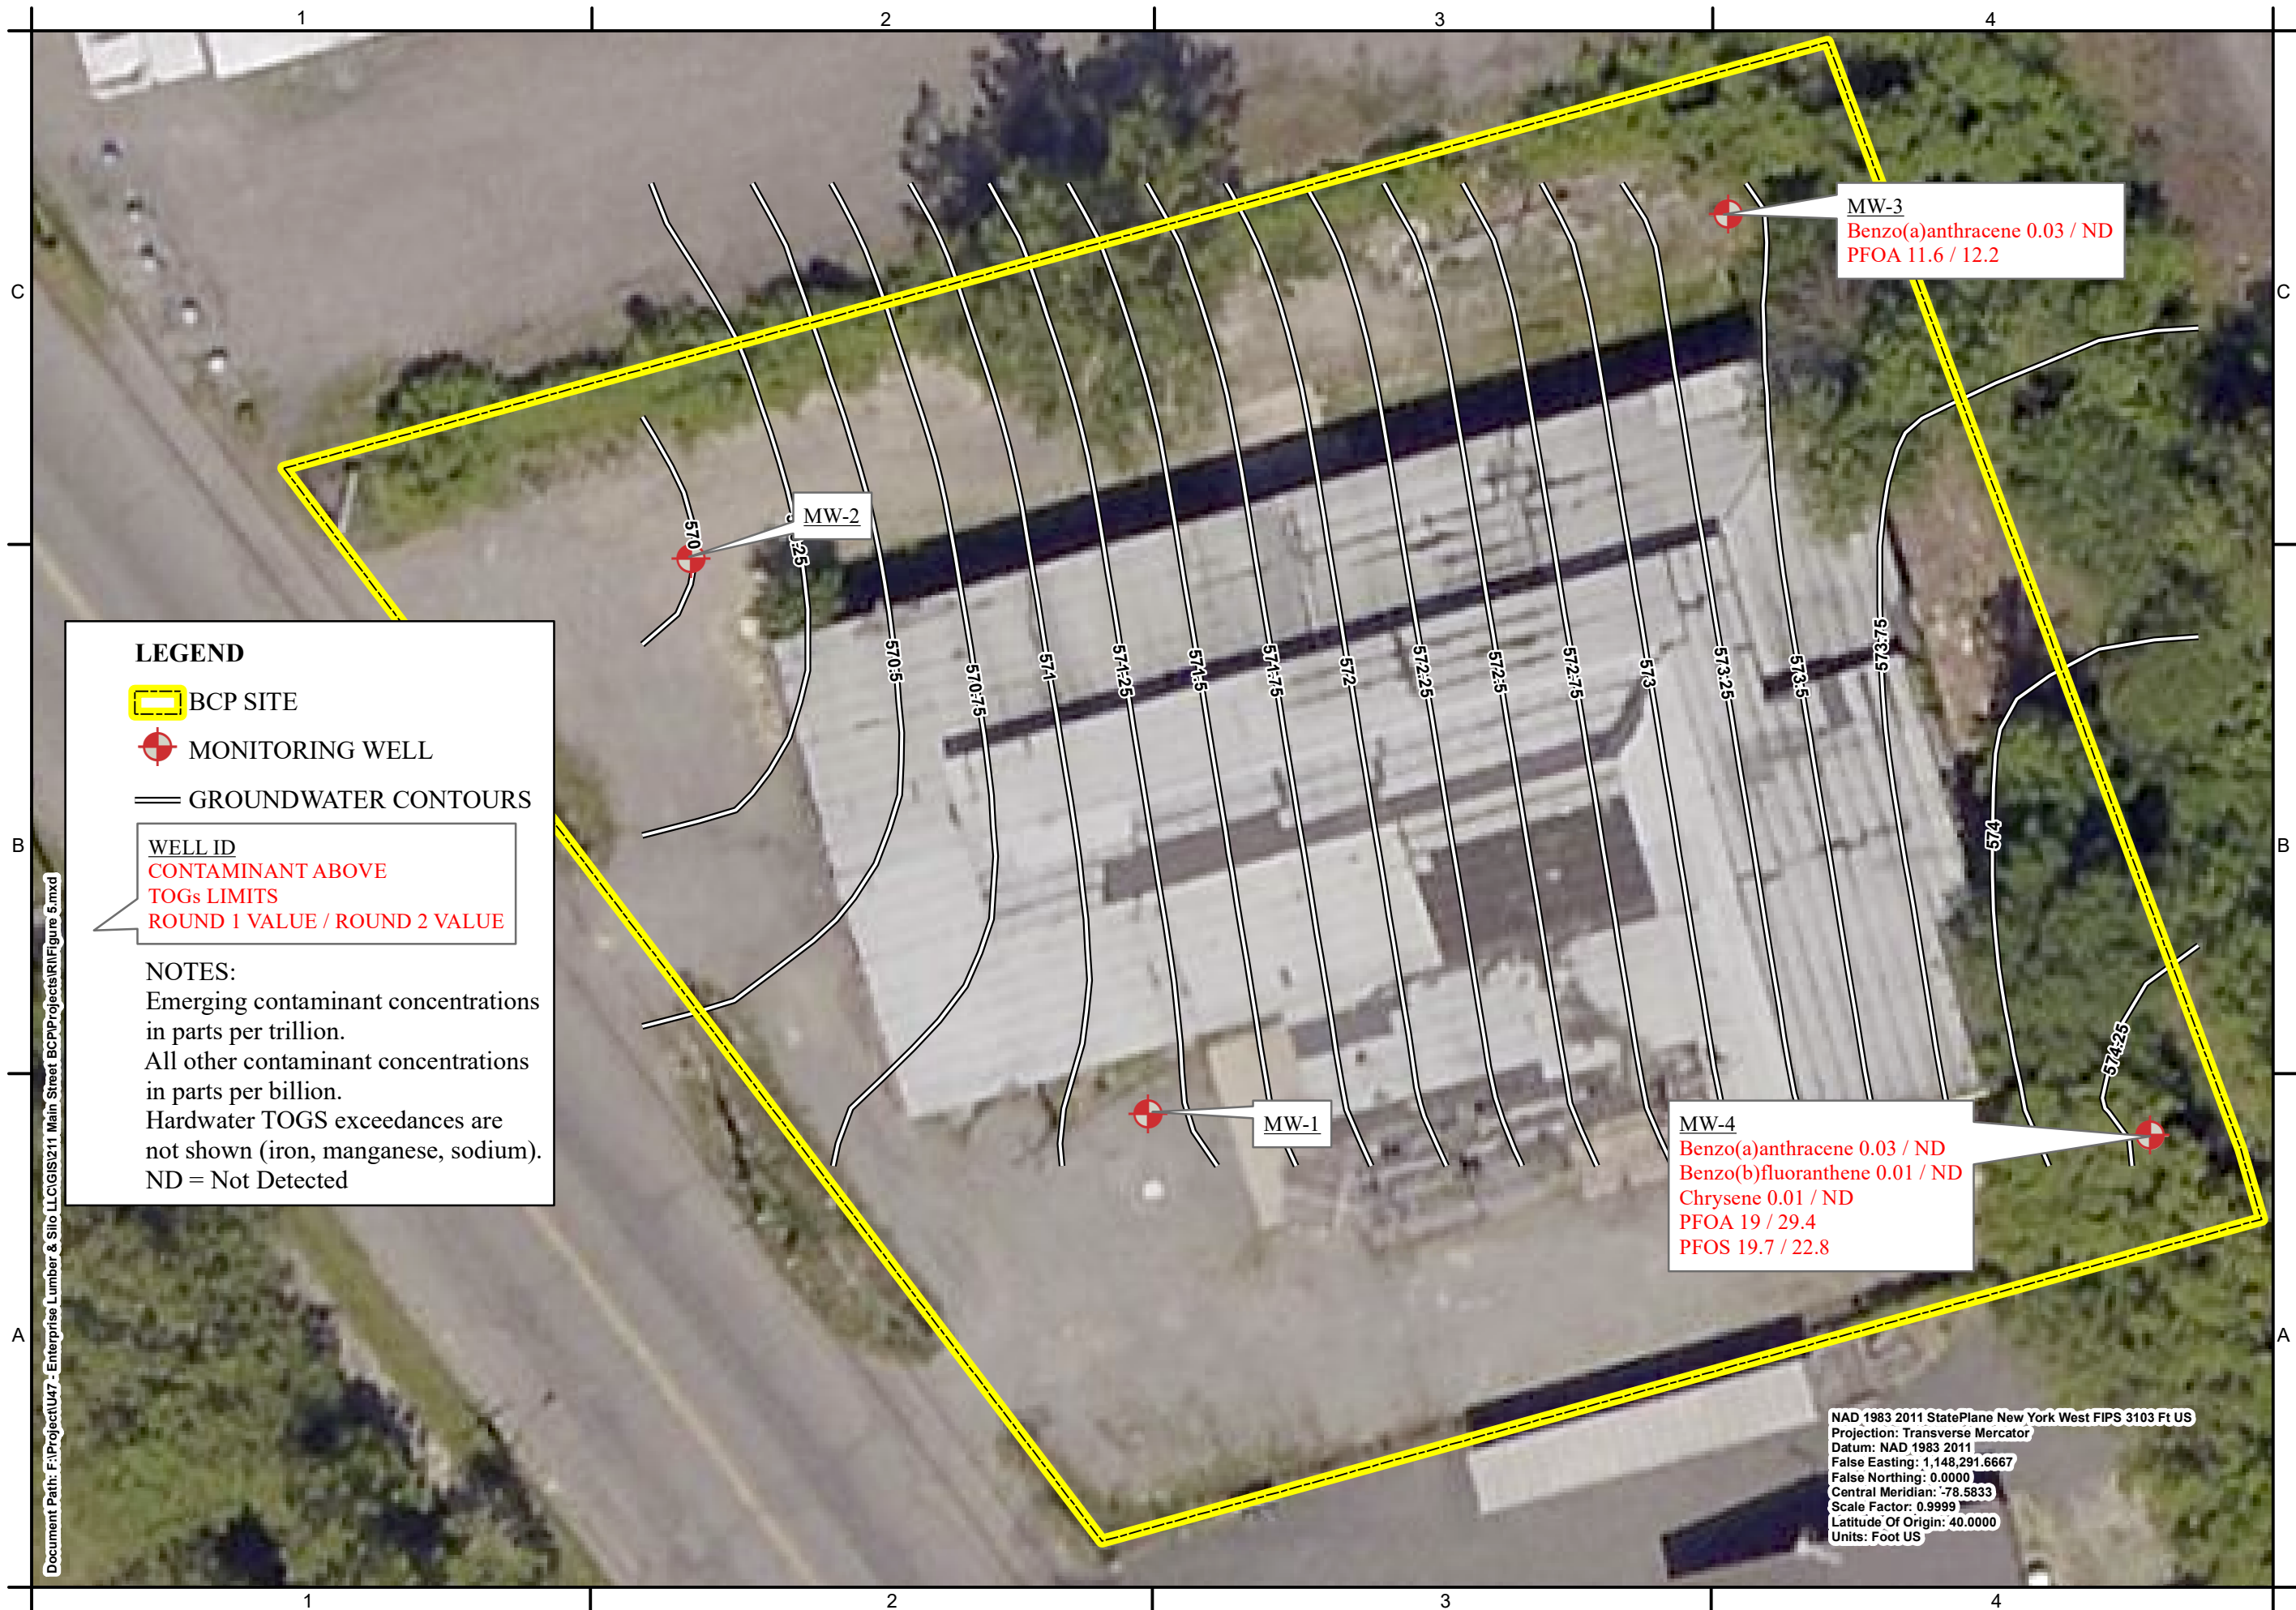 1
2
3
4
C
C
MW-3
Benzo(a)anthracene 0.03 / ND
PFOA 11.6 / 12.2
MW-2
570
:25
570:5
570:75
571
571:25
571:5
571:75
572
572:25
572:5
572:75
573
573:25
573:5
573:75
574
574:25
LEGEND
BCP SITE
MONITORING WELL
GROUNDWATER CONTOURS
WELL ID
CONTAMINANT ABOVE
TOGs LIMITS
ROUND 1 VALUE / ROUND 2 VALUE
NOTES:
Emerging contaminant concentrations
in parts per trillion.
All other contaminant concentrations
in parts per billion.
Hardwater TOGS exceedances are
not shown (iron, manganese, sodium).
ND = Not Detected
B
B
MW-1
MW-4
Benzo(a)anthracene 0.03 / ND
Benzo(b)fluoranthene 0.01 / ND
Chrysene 0.01 / ND
PFOA 19 / 29.4
PFOS 19.7 / 22.8
A
A
Document Path: F:\Project\U47 - Enterprise Lumber & Silo LLC\GIS\211 Main Street BCP\Projects\RI\Figure 5.mxd
NAD 1983 2011 StatePlane New York West FIPS 3103 Ft US
Projection: Transverse Mercator
Datum: NAD 1983 2011
False Easting: 1,148,291.6667
False Northing: 0.0000
Central Meridian: -78.5833
Scale Factor: 0.9999
Latitude Of Origin: 40.0000
Units: Foot US
1
2
3
4